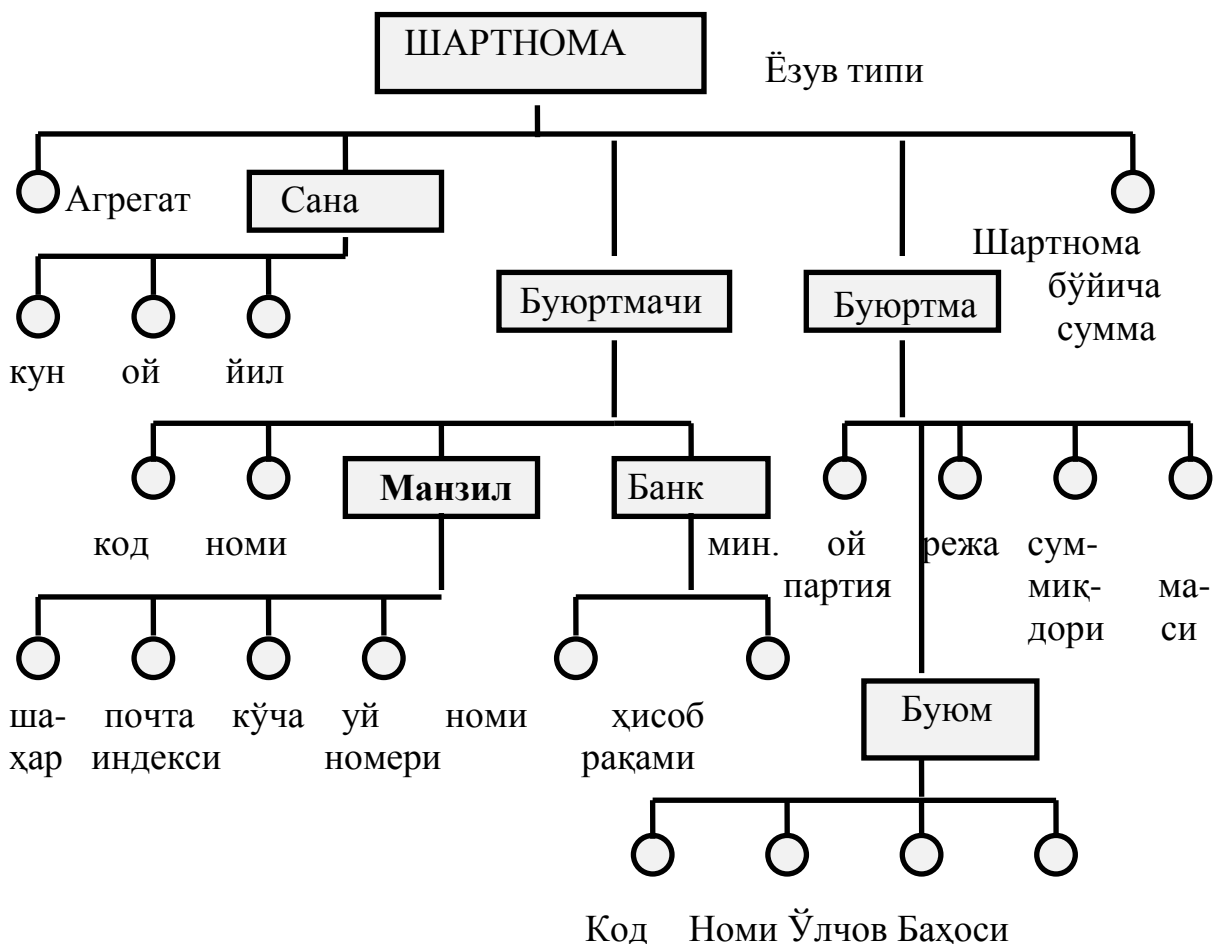 ШАРТНОМА
Ёзув типи
Агрегат
Сана
Шартнома
бўйича
сумма
Буюртмачи
Буюртма
кун ой йил
Манзил
Банк
код номи
мин. ой режа сум-
партия миқ- ма-
дори си
ша- почта кўча уй номи ҳисоб
ҳар индекси номери рақами
Буюм
Код Номи Ўлчов Баҳоси